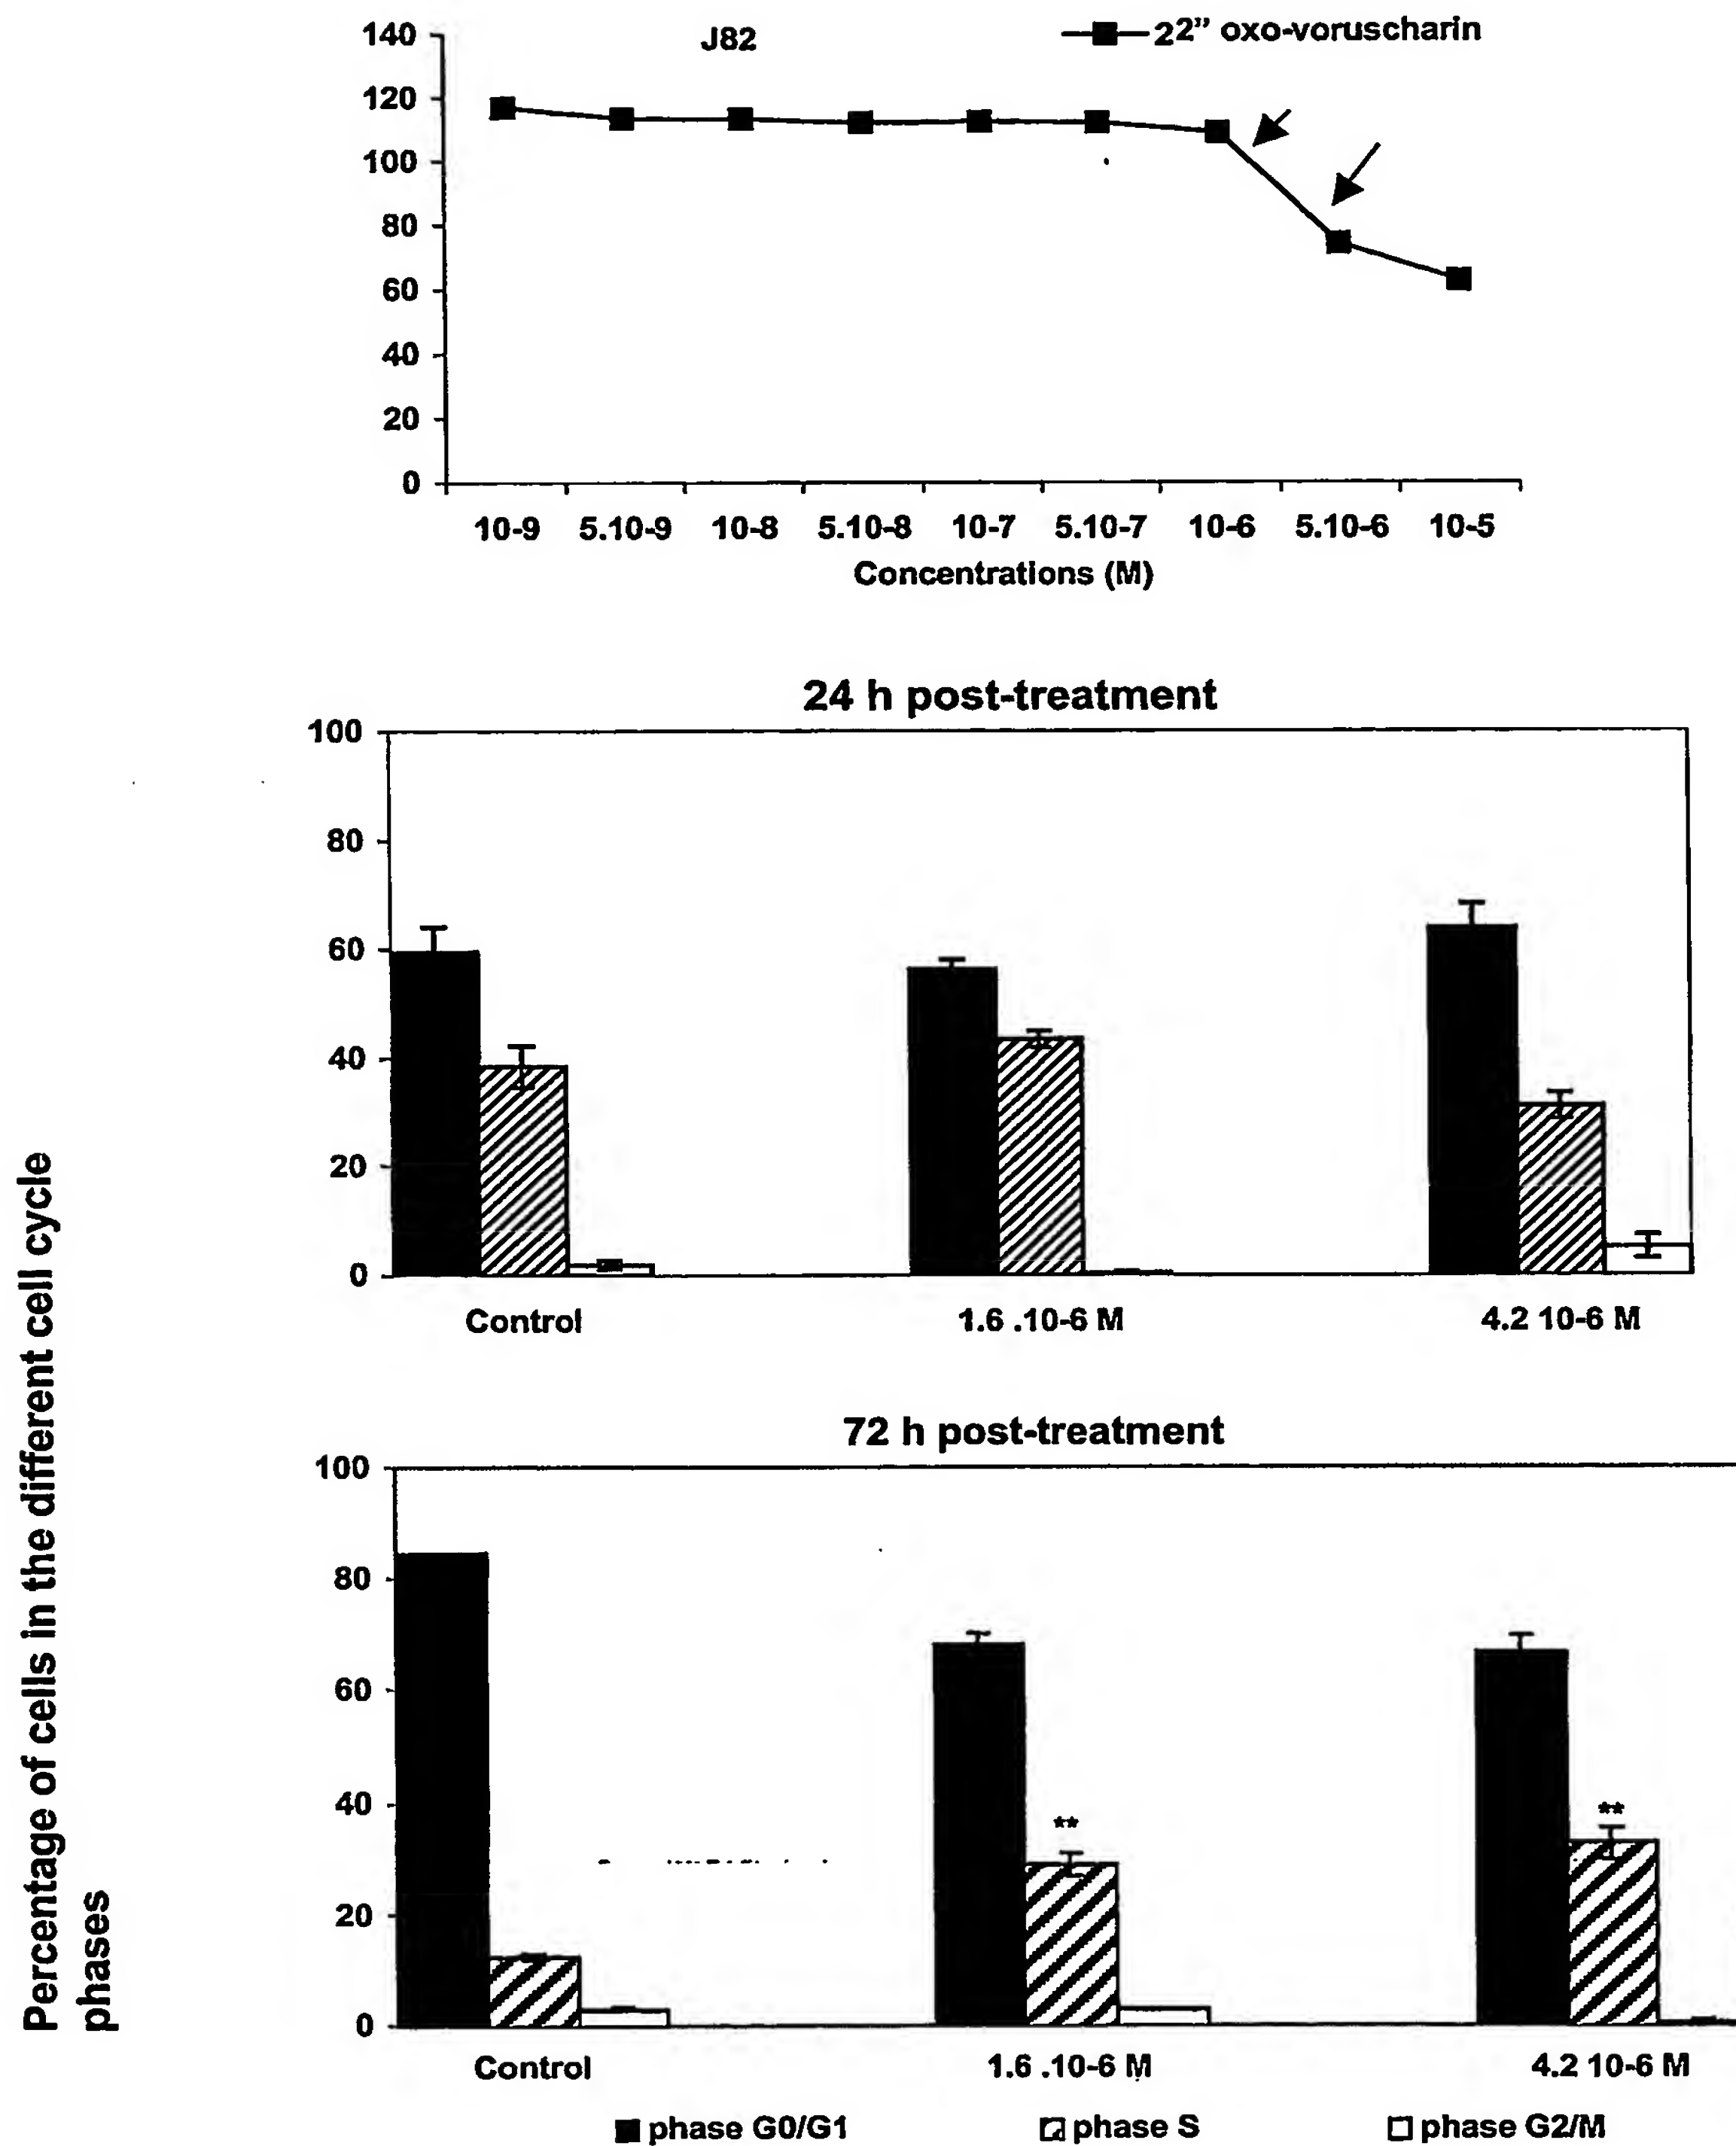 J82
22” oxo-voruscharin
140
120
100
80
60
40
20
0
10-9 5.10-9 10-8 5.10-8 10-7 5.10-7 10-6 5.10-6 10-5
Concentrations (M)
24 h post-treatment
100
80
60
40
20
0
Control 1.6 .10-6 M 4.2 10-6 M
72 h post-treatment
100
80
60
40
20
0
**
**
Control 1.6 .10-6 M 4.2 10-6 M
phase G0/G1 phase S phase G2/M
Percentage of cells in the different cell cycle
phases